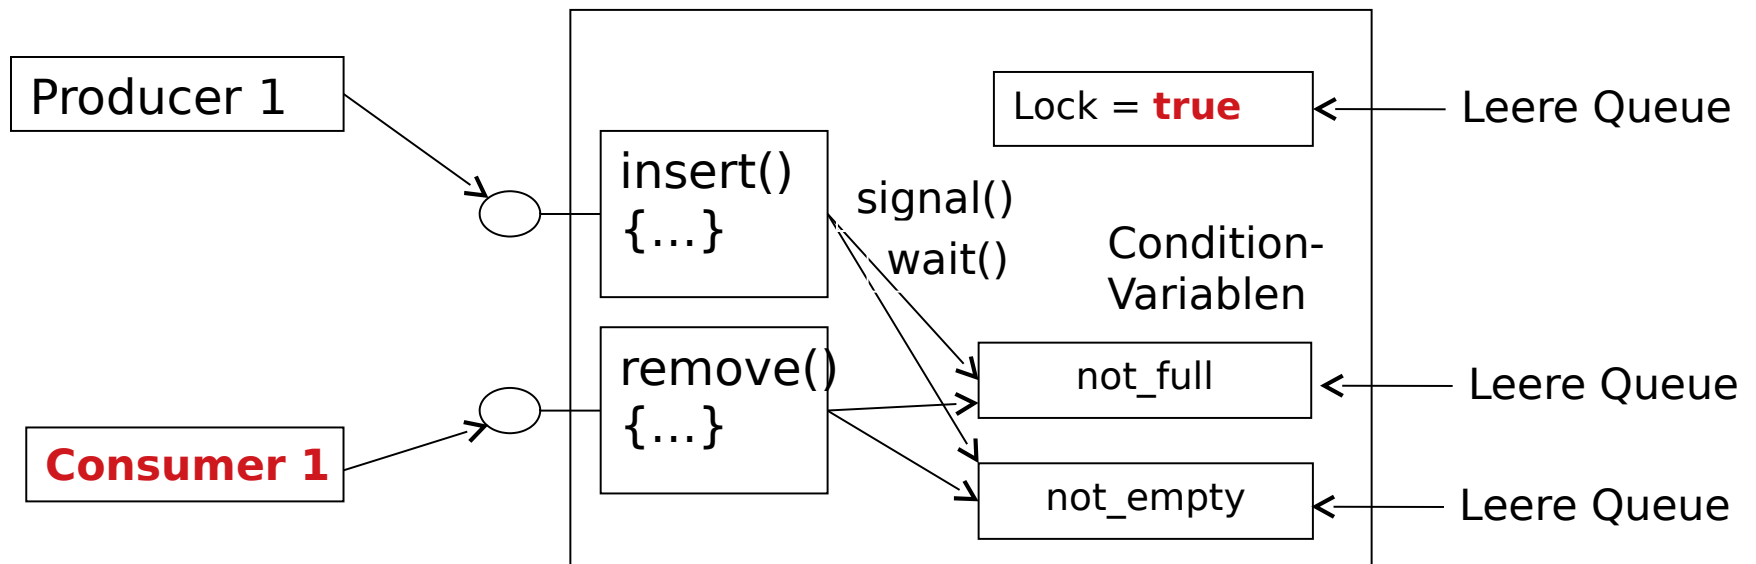 Producer 1
Lock = true
Leere Queue
insert()
{...}
signal()
wait()
Condition-
Variablen
remove()
{...}
not_full
Leere Queue
Consumer 1
not_empty
Leere Queue